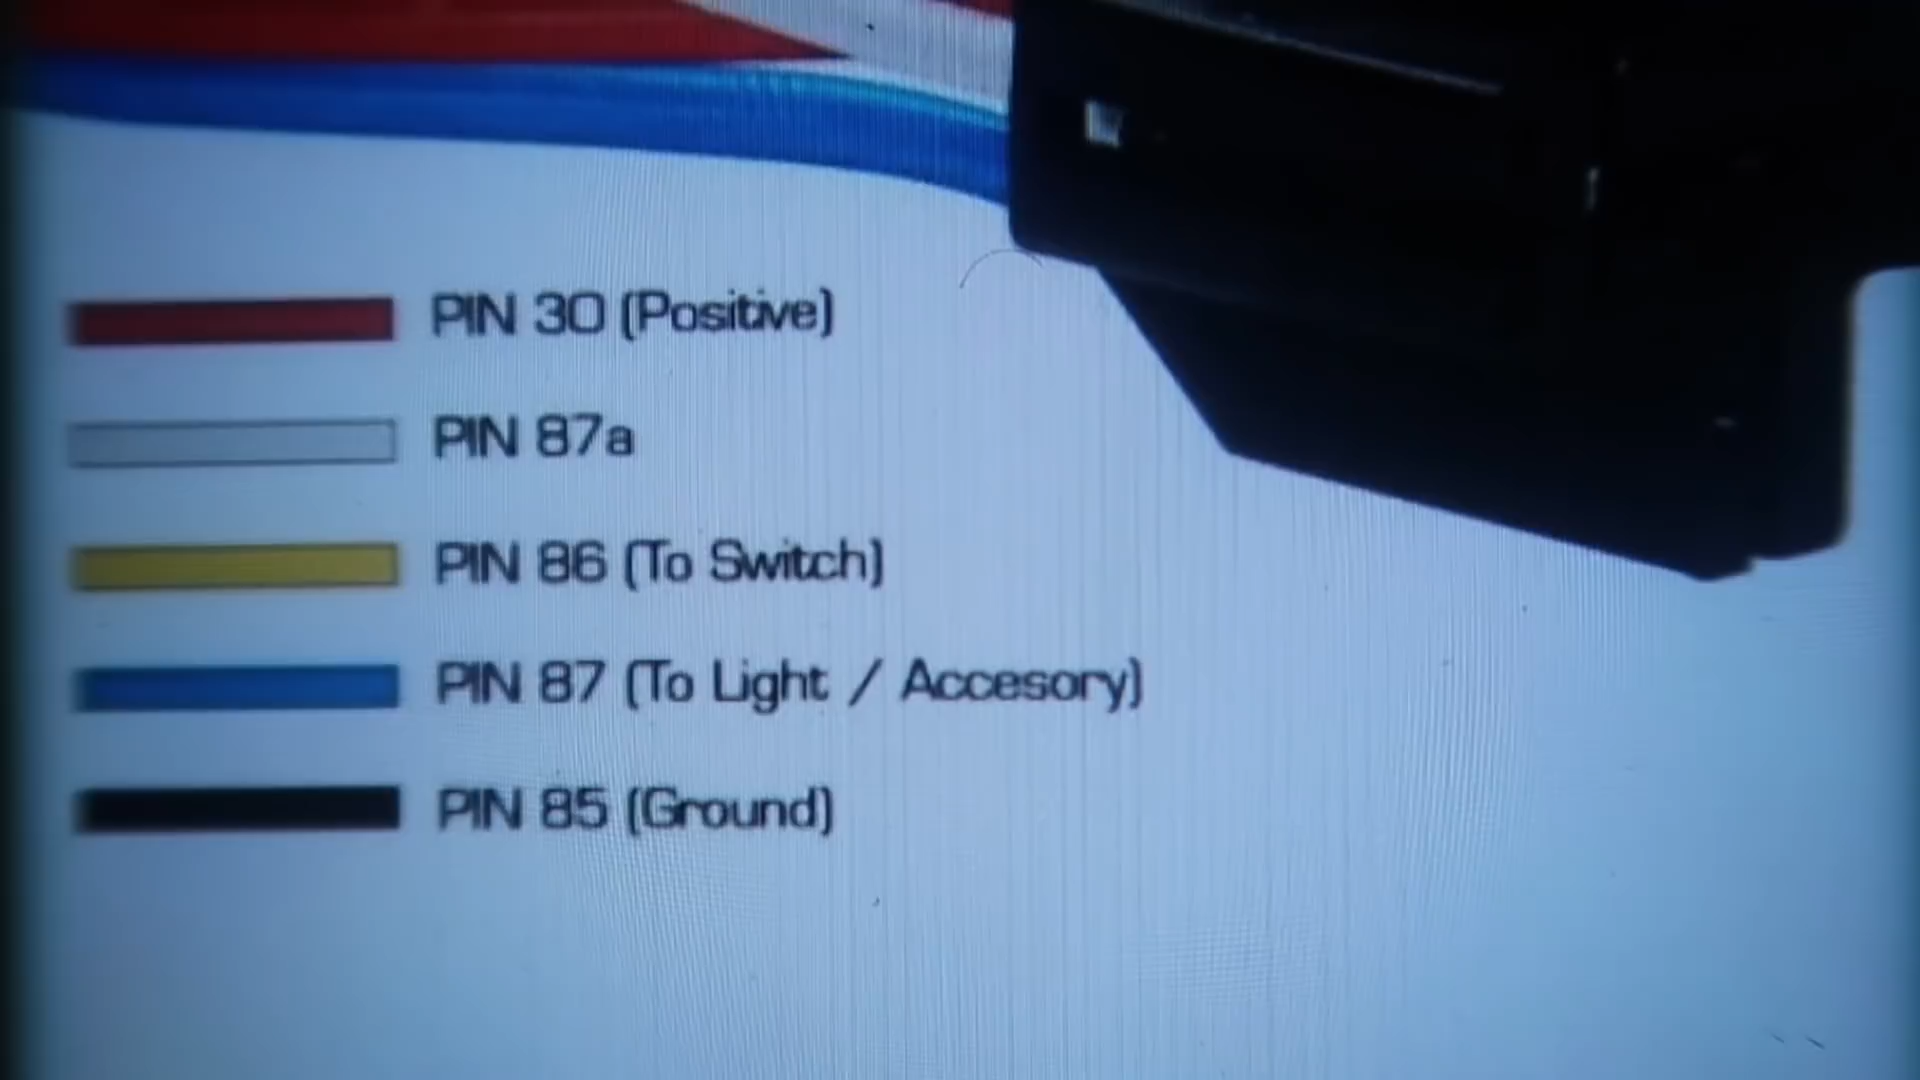 PIN 30 (Positive)
PIN 87a
PIN 86 (To Switch)
PIN 87 (To Light / Accesory)
PIN 85 (Ground)